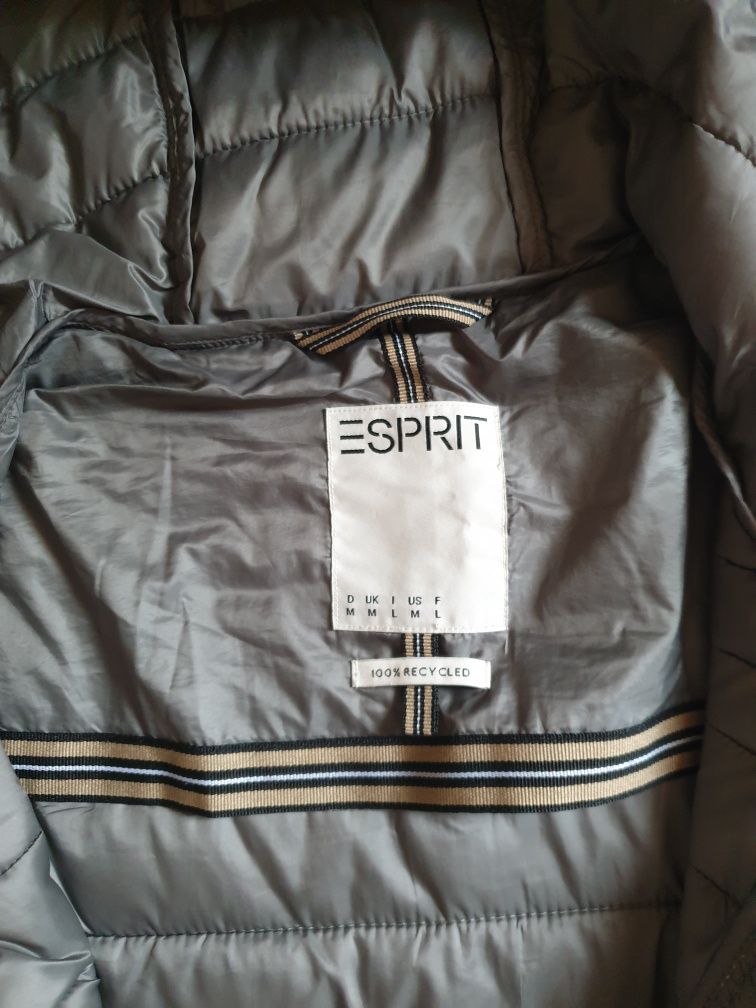 ESPRIT
D UK I US F
M M L M L
100% RECYCLED